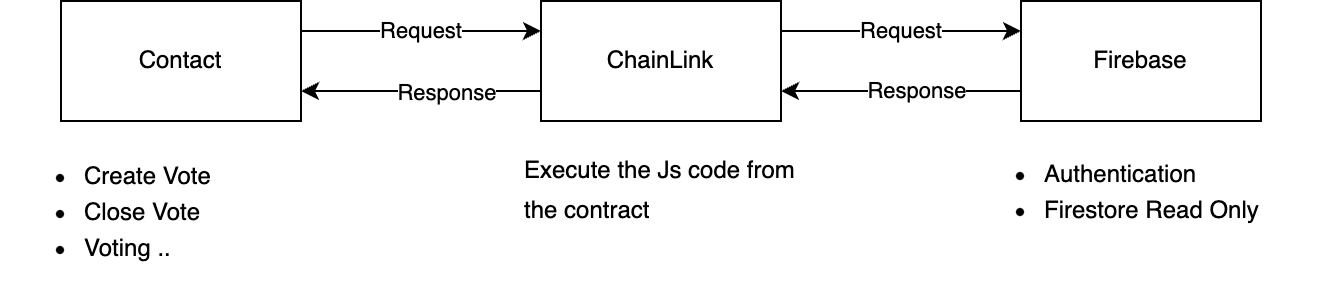 Contact
Request
ChainLink
Request
Firebase
Response
Response
• Create Vote
• Close Vote
• Voting ..
Execute the Js code from
the contract
• Authentication
• Firestore Read Only